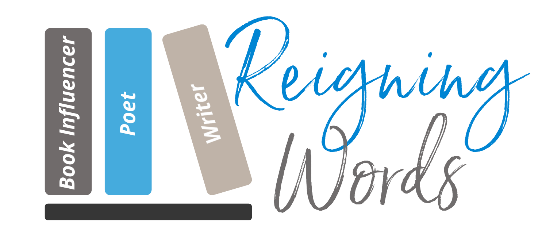 Book Influencer
Poet
Writer
Reigning
Words